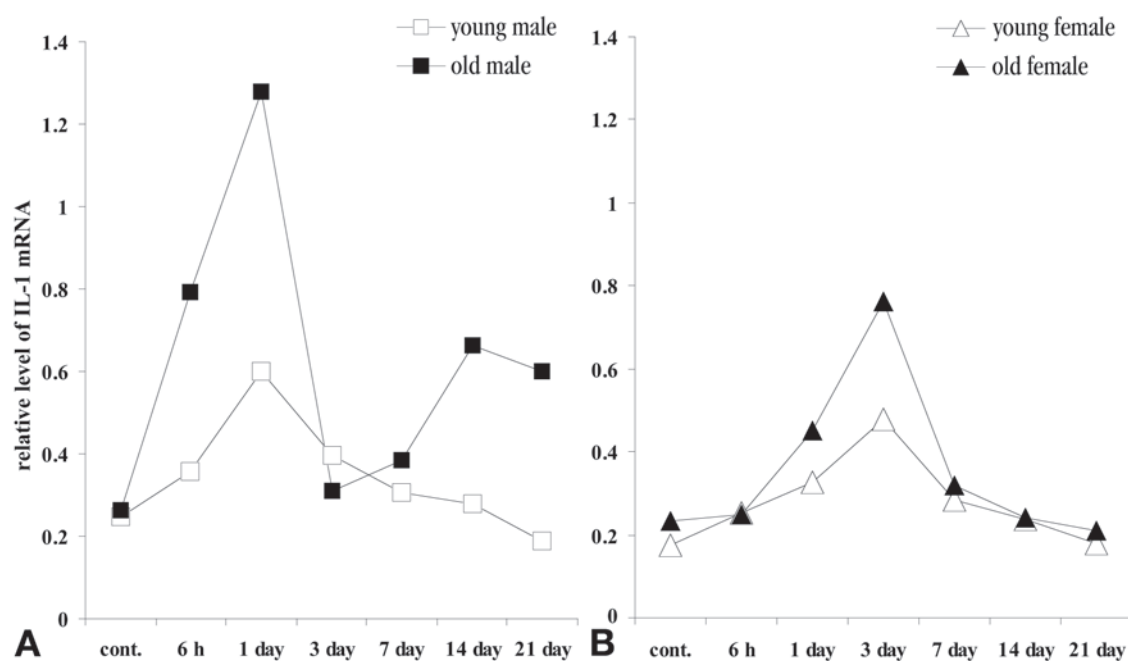 young male
old male
relative level of IL-1 mRNA
1.4
1.2
1
0.8
0.6
0.4
0.2
0
A
cont. 6 h 1 day 3 day 7 day 14 day 21 day
young female
old female
1.4
1.2
1
0.8
0.6
0.4
0.2
0
B
cont. 6 h 1 day 3 day 7 day 14 day 21 day